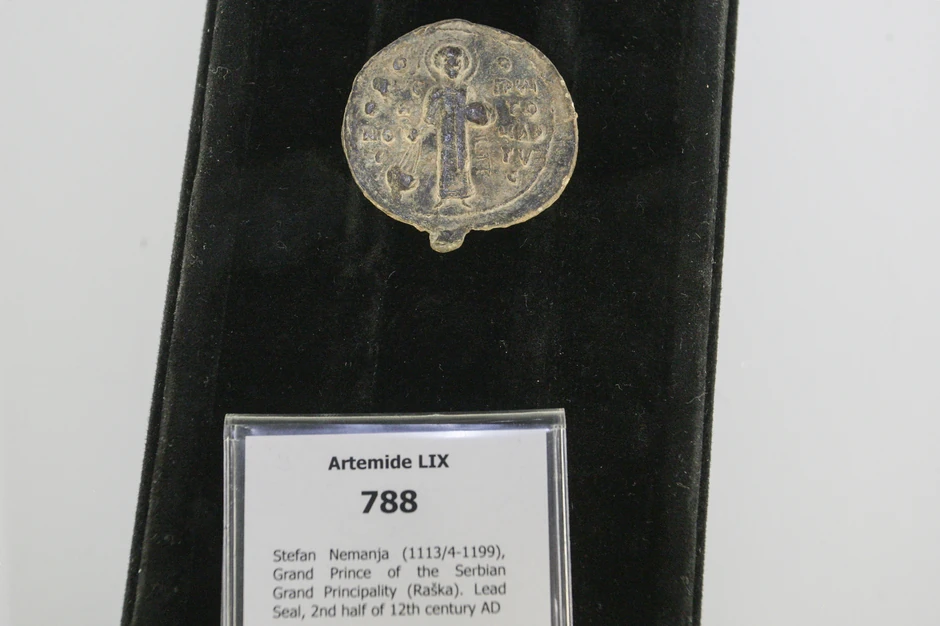 Artemide LIX
788
Stefan Nemanja (1113/4-1199),
Grand Prince of the Serbian
Grand Principality (Raška). Lead
Seal, 2nd half of 12th century AD